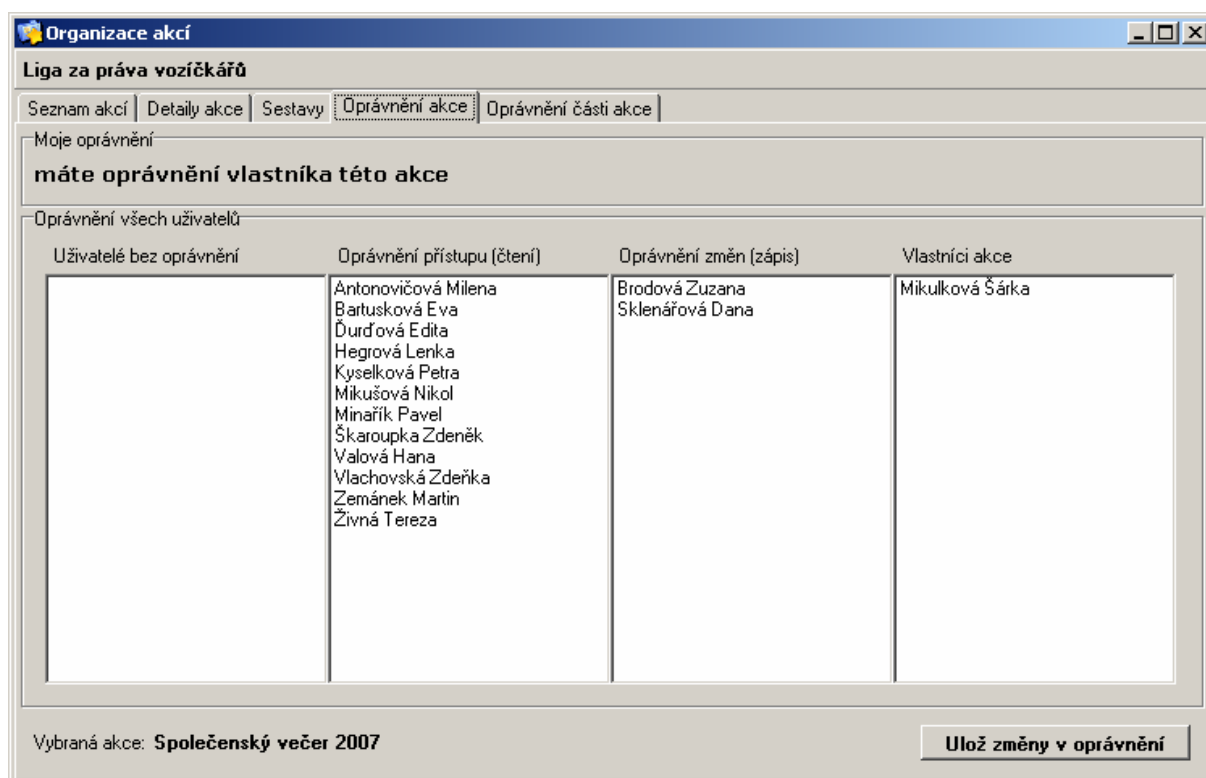 Organizace akcí
Liga za práva vozíčkářů
Seznam akcí Detaily akce Sestavy Oprávnění akce Oprávnění části akce
Moje oprávnění
máte oprávnění vlastníka této akce
Oprávnění všech uživatelů
Uživatelé bez oprávnění Oprávnění přístupu (čtení) Oprávnění změn (zápis) Vlastníci akce
Antonovičová Milena Brodová Zuzana Mikulková Šárka
Bartusková Eva Sklenářová Dana
Ďurďová Edita
Hegrová Lenka
Kyselková Petra
Mikušová Nikol
Minařík Pavel
Škaroupka Zdeněk
Valová Hana
Vlachovská Zdeňka
Zemánek Martin
Živná Tereza
Vybraná akce: Společenský večer 2007 Ulož změny v oprávnění